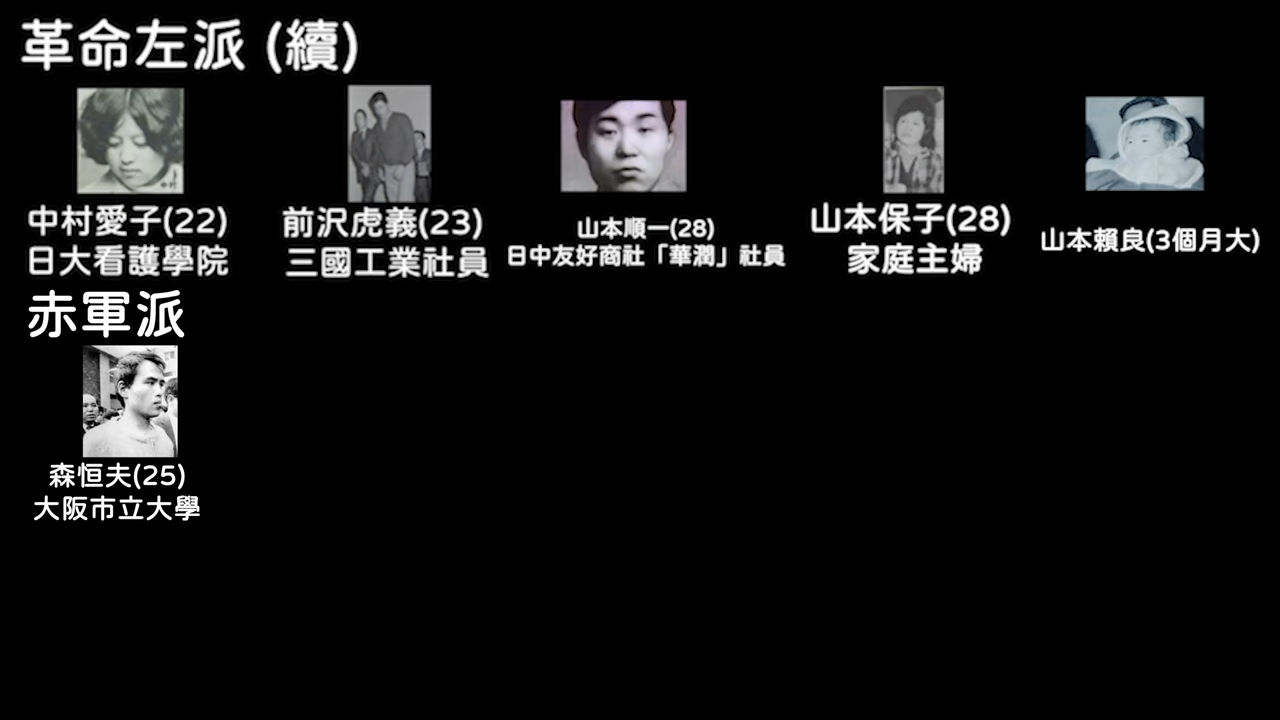 革命左派 (續)
中村愛子(22)
日大看護學院
前沢虎義(23)
三國工業社員
山本順一(28)
日中友好商社「華潤」社員
山本保子(28)
家庭主婦
山本賴良(3個月大)
赤軍派
森恒夫(25)
大阪市立大學